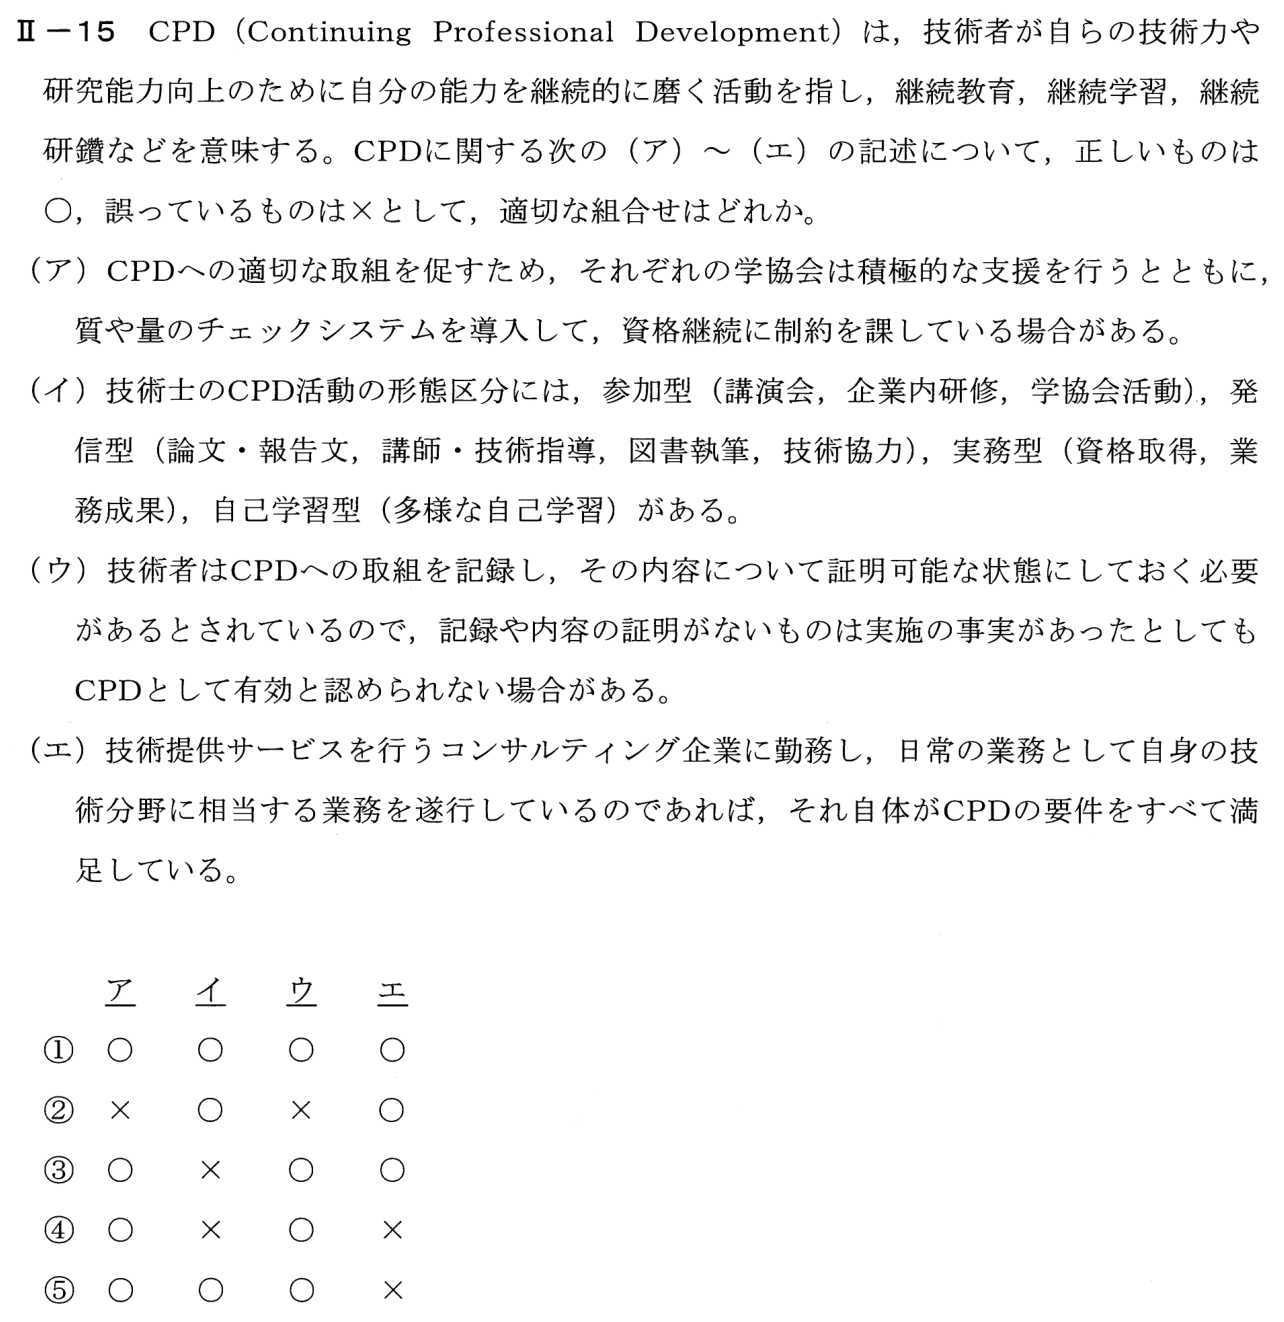 Ⅱ－15　CPD（Continuing Professional Development）は，技術者が自らの技術力や
研究能力向上のために自分の能力を継続的に磨く活動を指し，継続教育，継続学習，継続
研鑽などを意味する。CPDに関する次の（ア）～（エ）の記述について，正しいものは
○，誤っているものは×として，適切な組合せはどれか。
（ア）CPDへの適切な取組を促すため，それぞれの学協会は積極的な支援を行うとともに，
質や量のチェックシステムを導入して，資格継続に制約を課している場合がある。
（イ）技術士のCPD活動の形態区分には，参加型（講演会，企業内研修，学協会活動），発
信型（論文・報告文，講師・技術指導，図書執筆，技術協力），実務型（資格取得，業
務成果），自己学習型（多様な自己学習）がある。
（ウ）技術者はCPDへの取組を記録し，その内容について証明可能な状態にしておく必要
があるとされているので，記録や内容の証明がないものは実施の事実があったとしても
CPDとして有効と認められない場合がある。
（エ）技術提供サービスを行うコンサルティング企業に勤務し，日常の業務として自身の技
術分野に相当する業務を遂行しているのであれば，それ自体がCPDの要件をすべて満
足している。
ア　イ　ウ　エ
①　○　○　○　○
②　×　○　×　○
③　○　×　○　○
④　○　×　○　×
⑤　○　○　○　×